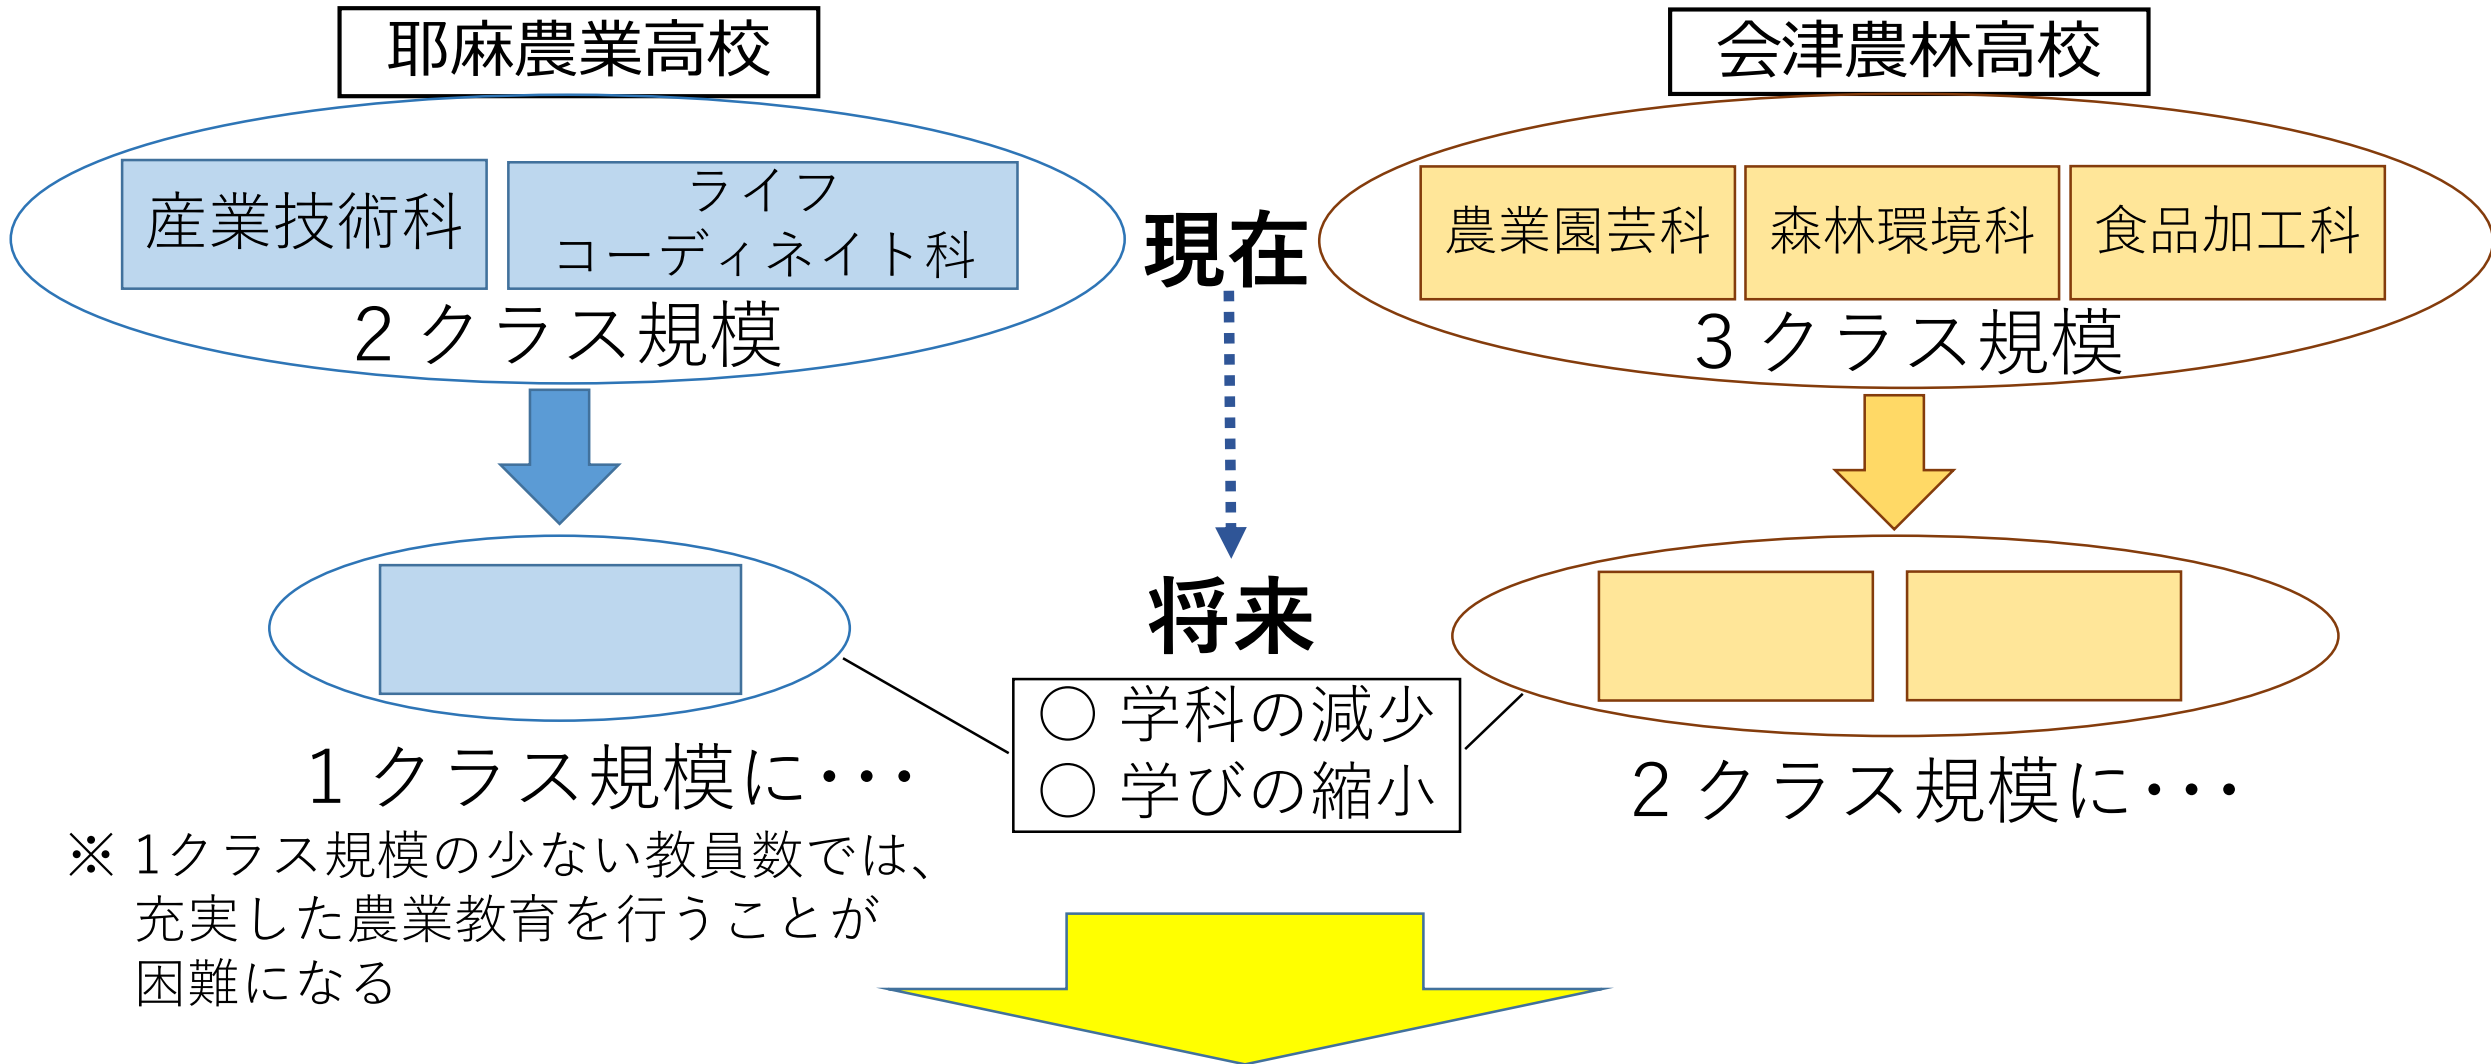 耶麻農業高校
産業技術科
ライフ
コーディネイト科
２クラス規模
会津農林高校
農業園芸科
森林環境科
食品加工科
３クラス規模
現在
将来
１クラス規模に･･･
※ 1クラス規模の少ない教員数では、
充実した農業教育を行うことが
困難になる
○ 学科の減少
○ 学びの縮小
２クラス規模に･･･